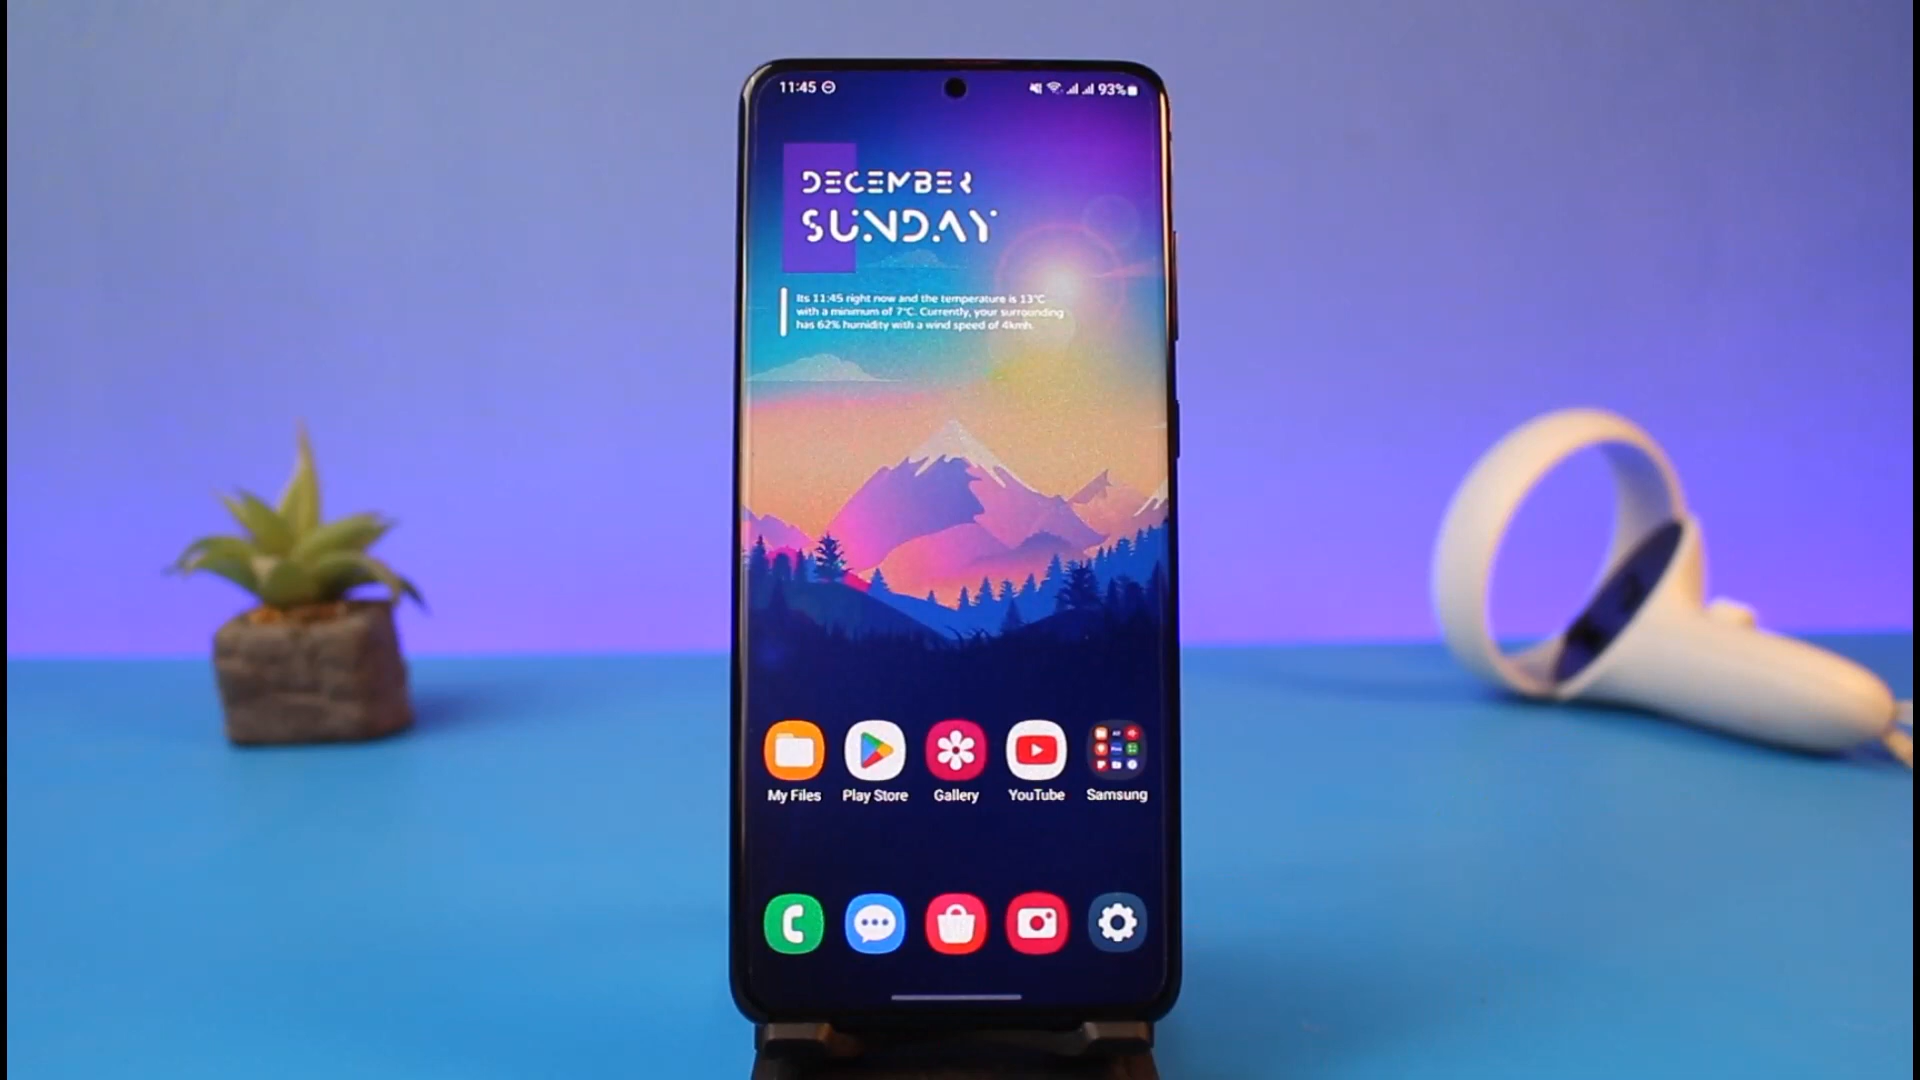 11:45
93%
DECEMBER
SUNDAY
Its 11:45 right now and the temperature is 13°C
with a minimum of 7°C. Currently, your surrounding
has 62% humidity with a wind speed of 4kmh.
My Files Play Store Gallery YouTube Samsung